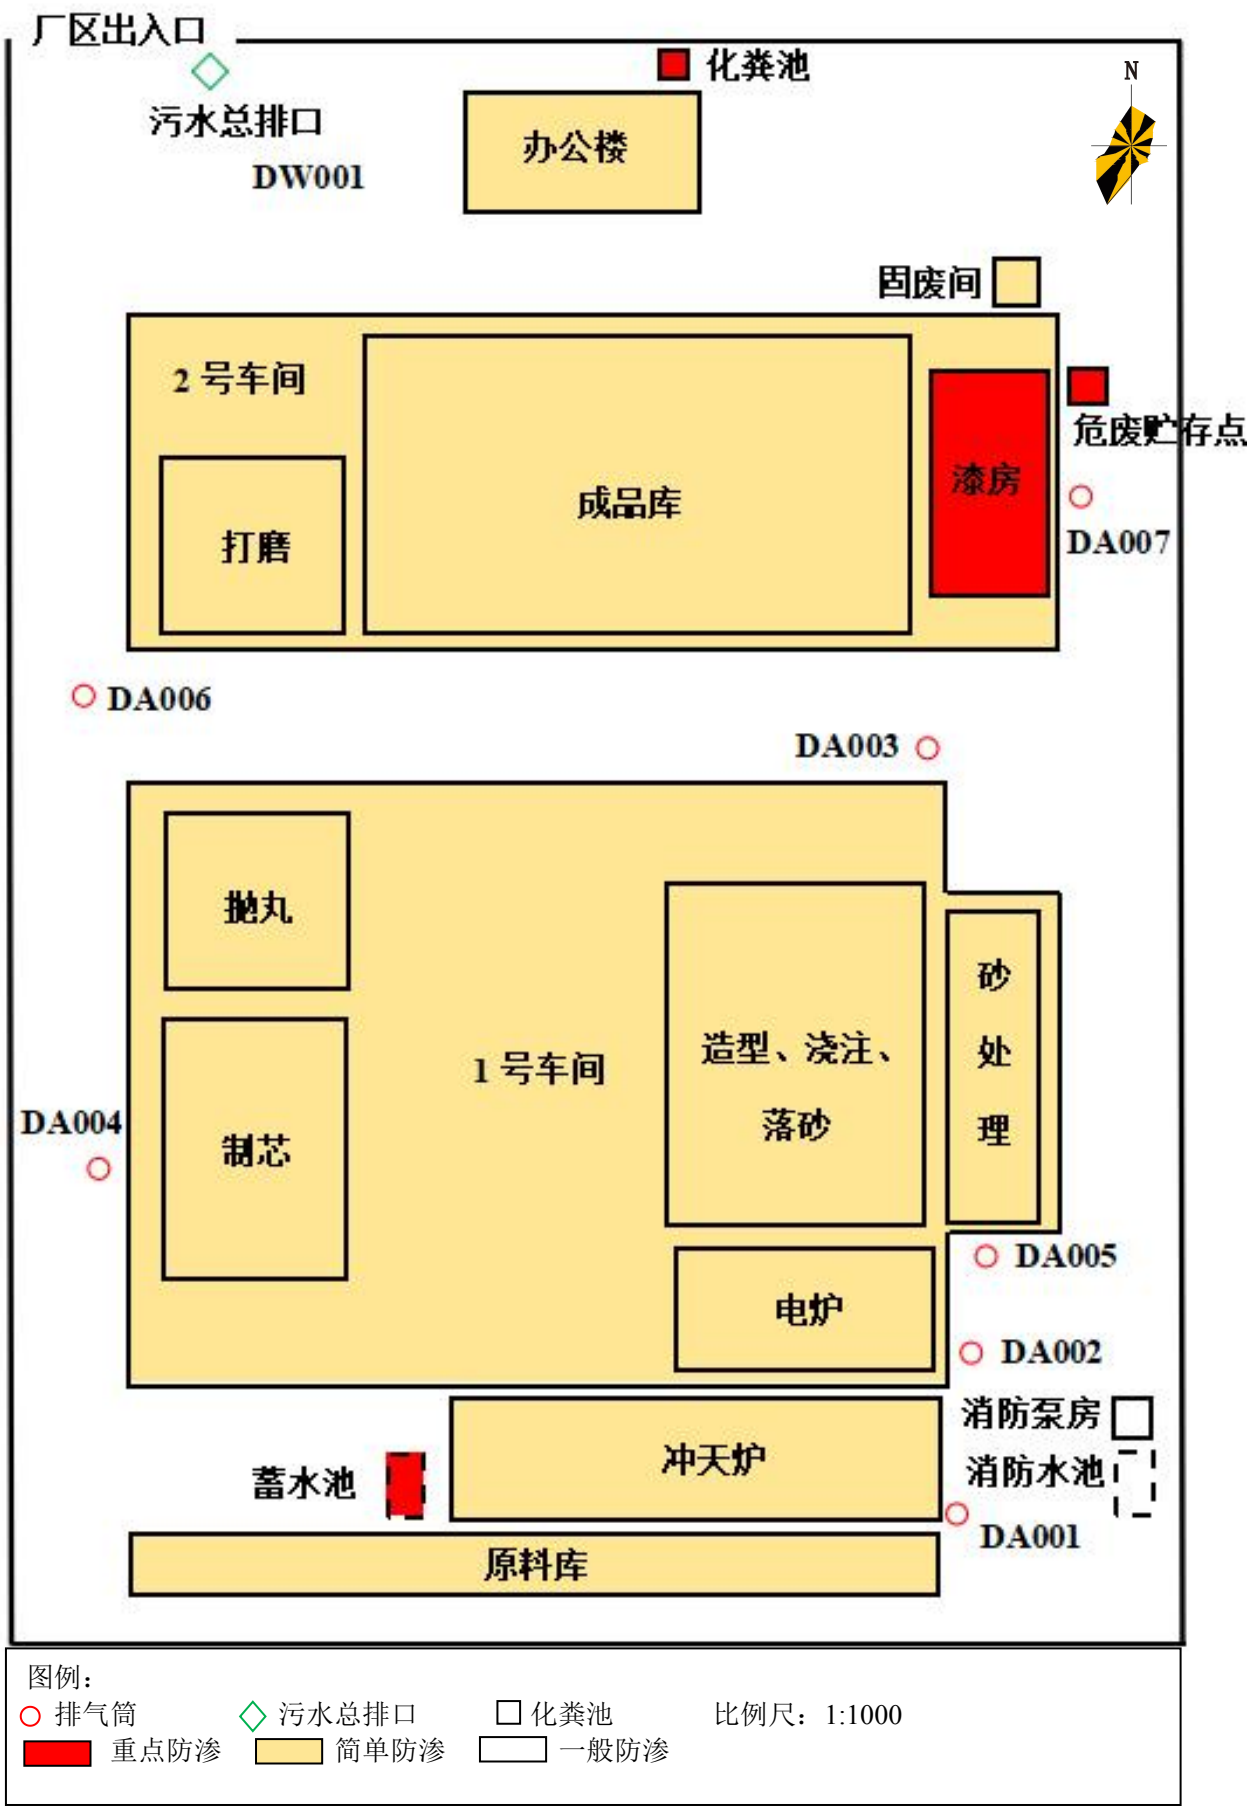 厂区出入口
化粪池
N
污水总排口
办公楼
DW001
固废间
2号车间
危废贮存点
漆房
成品库
打磨
DA007
DA006
DA003
抛丸
砂
处
理
造型、浇注、
落砂
1号车间
DA004
制芯
DA005
电炉
DA002
消防泵房
冲天炉
消防水池
蓄水池
DA001
原料库
图例：
排气筒 污水总排口 化粪池 比例尺：1:1000
重点防渗 简单防渗 一般防渗